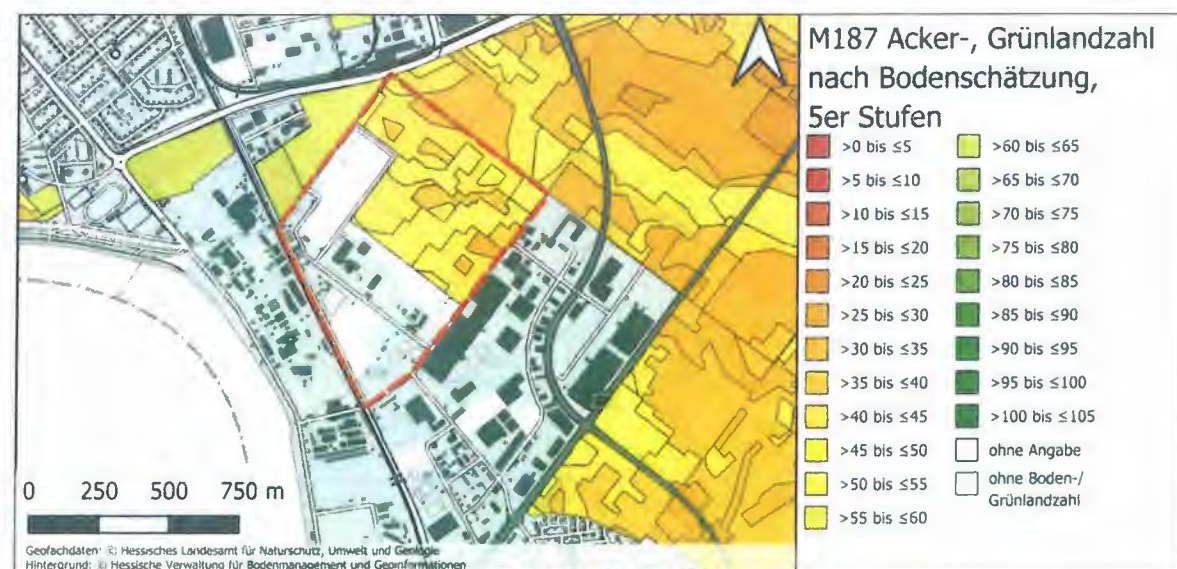 M187 Acker-, Grünlandzahl
nach Bodenschätzung,
5er Stufen
>0 bis ≤5
>5 bis ≤10
>10 bis ≤15
>15 bis ≤20
>20 bis ≤25
>25 bis ≤30
>30 bis ≤35
>35 bis ≤40
>40 bis ≤45
>45 bis ≤50
>50 bis ≤55
>55 bis ≤60
>60 bis ≤65
>65 bis ≤70
>70 bis ≤75
>75 bis ≤80
>80 bis ≤85
>85 bis ≤90
>90 bis ≤95
>95 bis ≤100
>100 bis ≤105
ohne Angabe
ohne Boden-/
Grünlandzahl
0 250 500 750 m
Geofachdaten: © Hessisches Landesamt für Naturschutz, Umwelt und Geologie
Hintergrund: © Hessische Verwaltung für Bodenmanagement und Geoinformationen